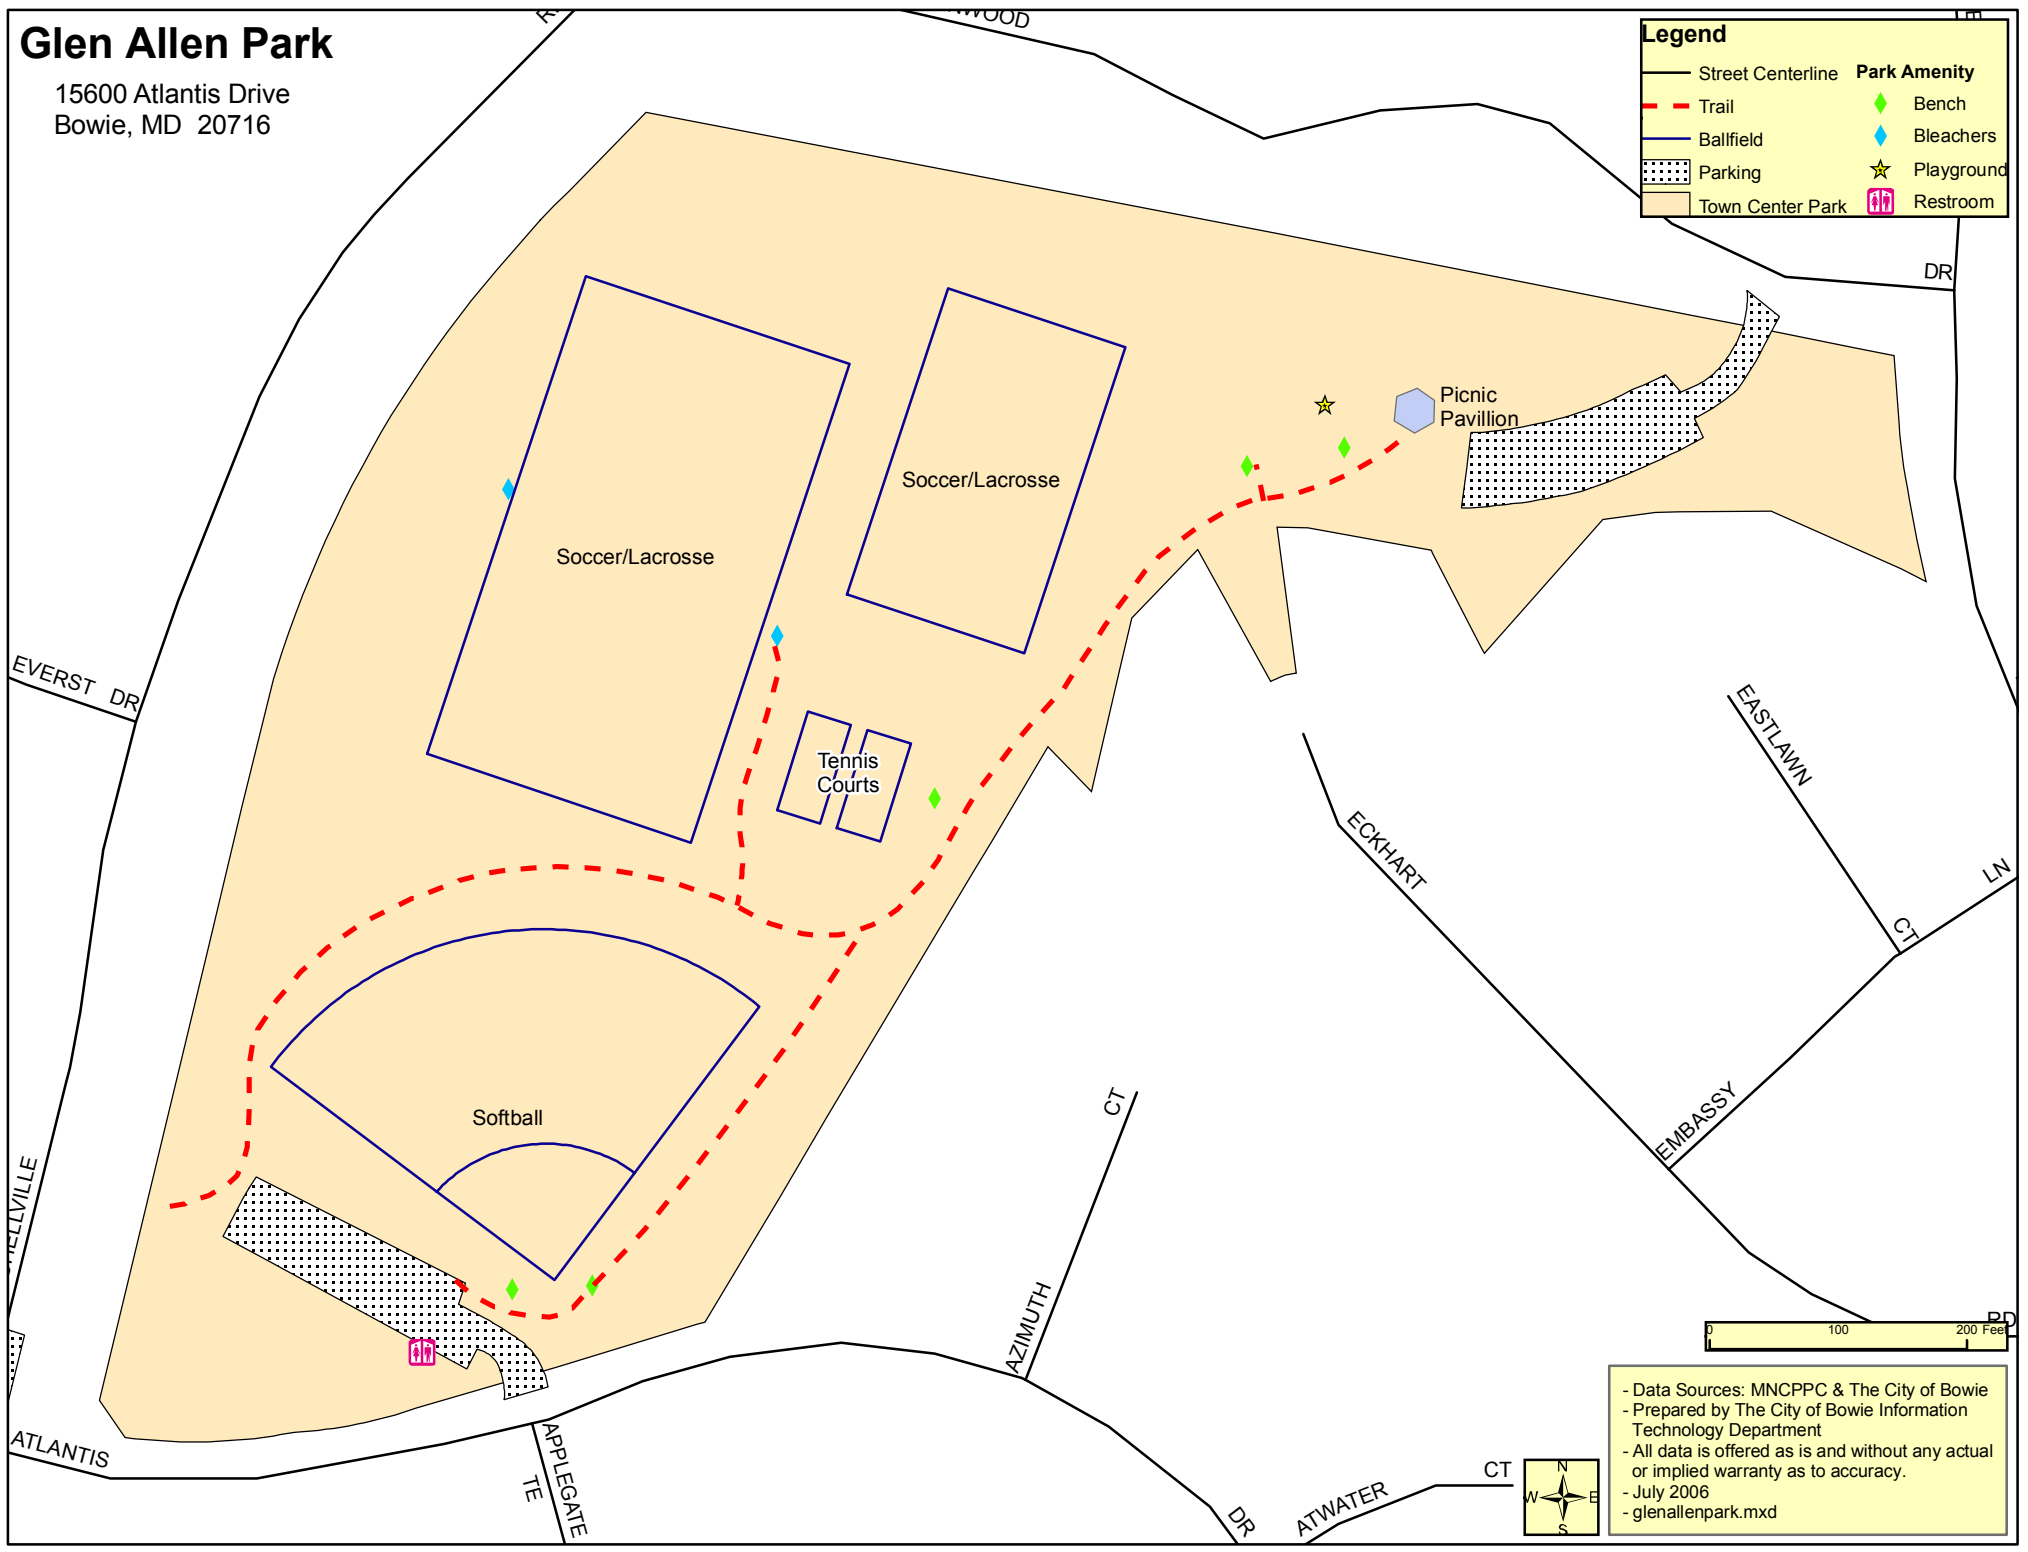 Glen Allen Park
15600 Atlantis Drive
Bowie, MD 20716
Legend
Street Centerline
Trail
Ballfield
Parking
Town Center Park
Park Amenity
Bench
Bleachers
Playground
Restroom
DR
Picnic
Pavillion
Soccer/Lacrosse
Soccer/Lacrosse
EVERST DR
Tennis
Courts
EASTLAWN
CT
ECKHART
LN
EMBASSY
RD
Softball
CT
AZIMUTH
ATLANTIS
APPLEGATE
TE
DR
ATWATER
CT
0 100 200 Feet
N
W E
S
- Data Sources: MNCPPC & The City of Bowie
- Prepared by The City of Bowie Information
Technology Department
- All data is offered as is and without any actual
or implied warranty as to accuracy.
- July 2006
- glenallenpark.mxd